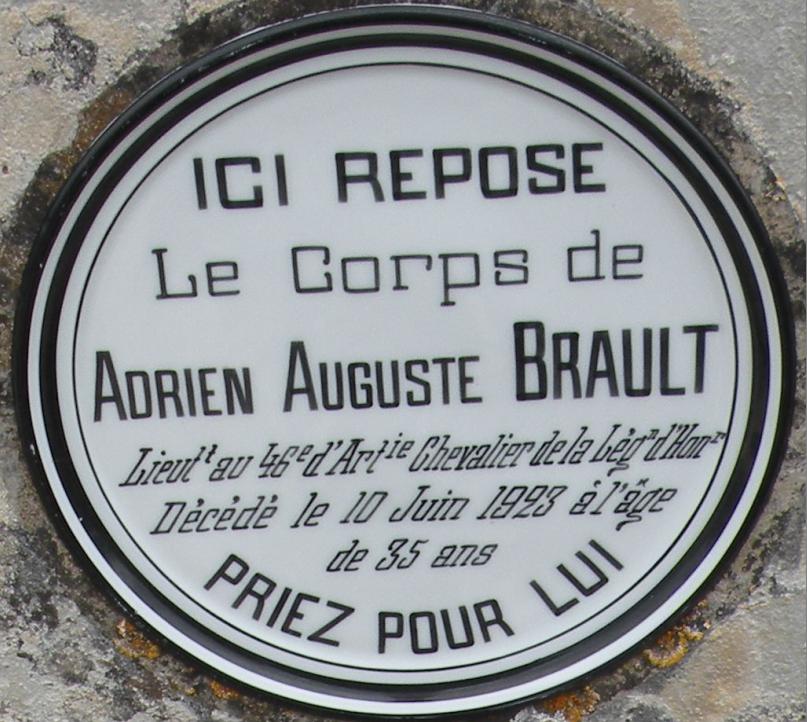 ICI REPOSE
Le Corps de
ADRIEN AUGUSTE BRAULT
Lieutt au 46e d'Artie Chevalier de la Légn d'Honr
Décédé le 10 Juin 1923 à l'âge
de 35 ans
PRIEZ POUR LUI